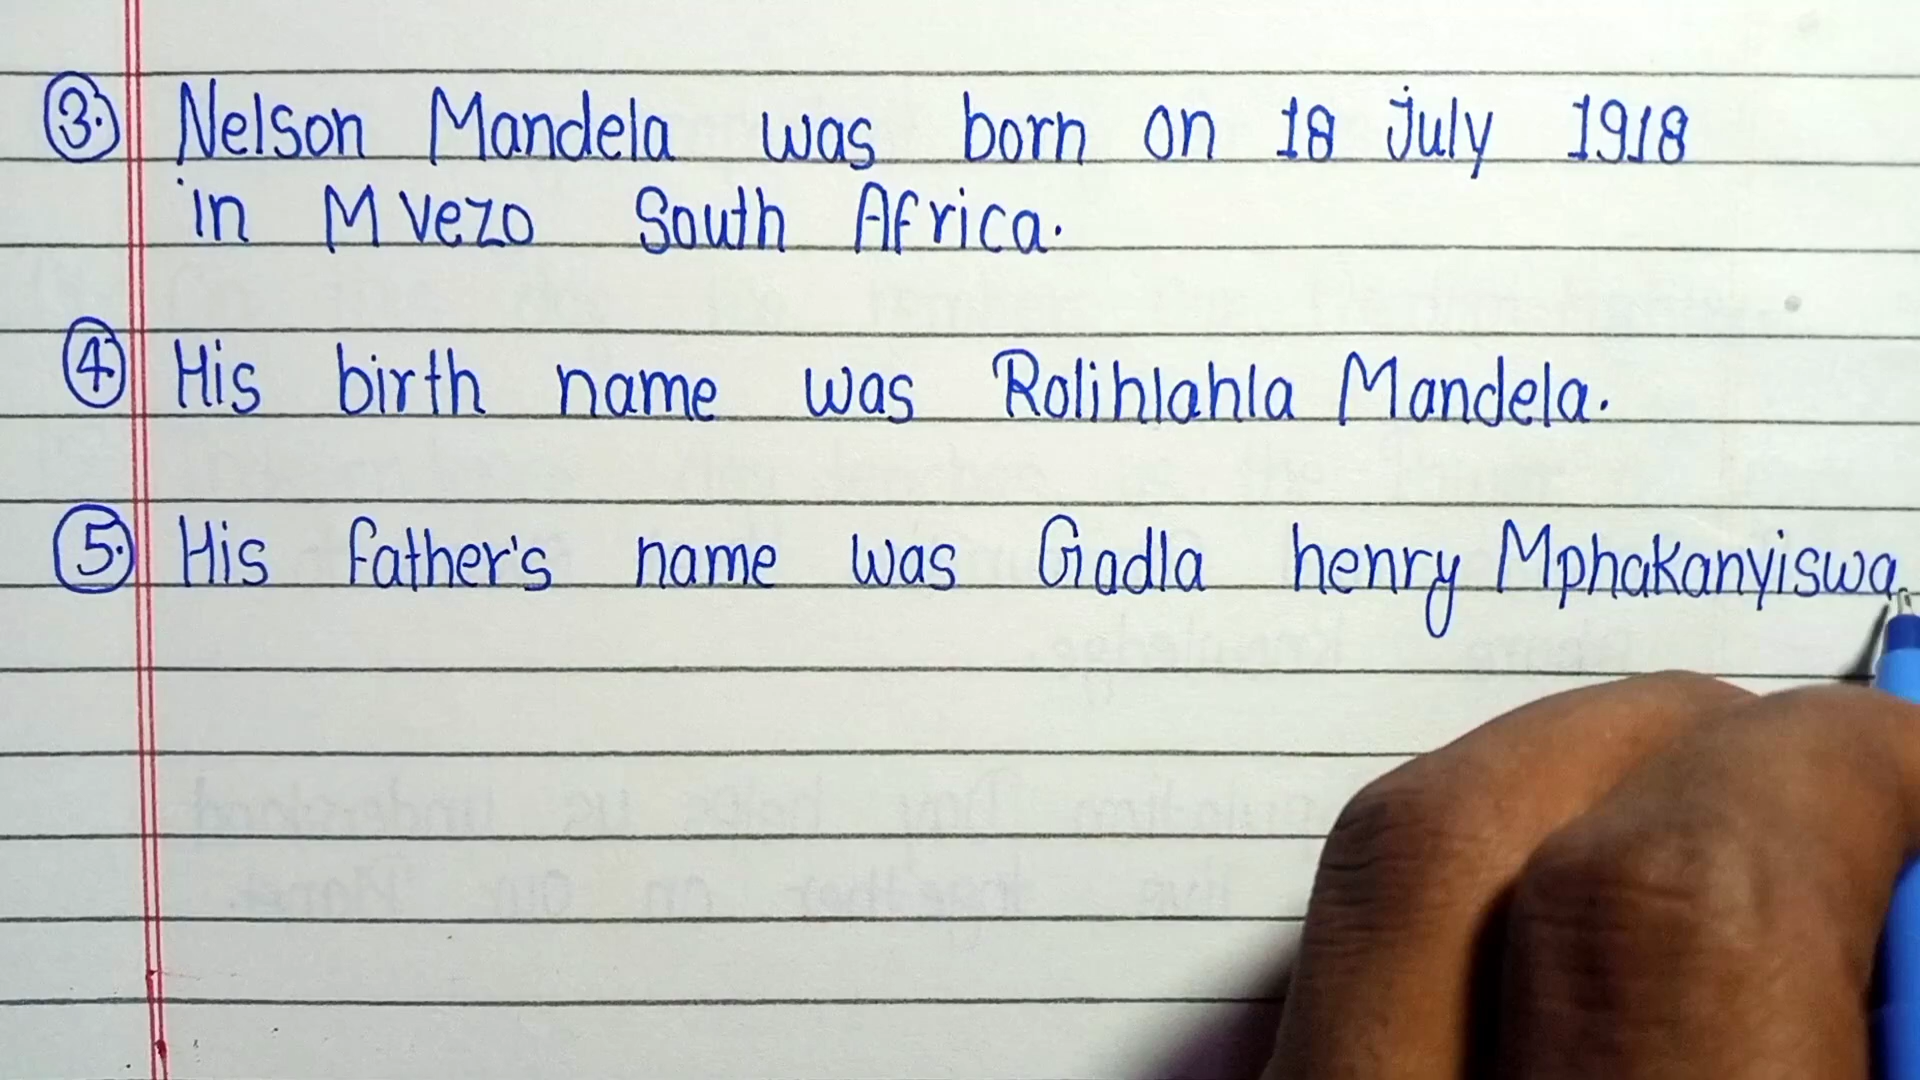 3. Nelson Mandela was born on 18 July 1918
in Mvezo South Africa.
4. His birth name was Rolihlahla Mandela.
5. His father's name was Gadla henry Mphakanyiswa.